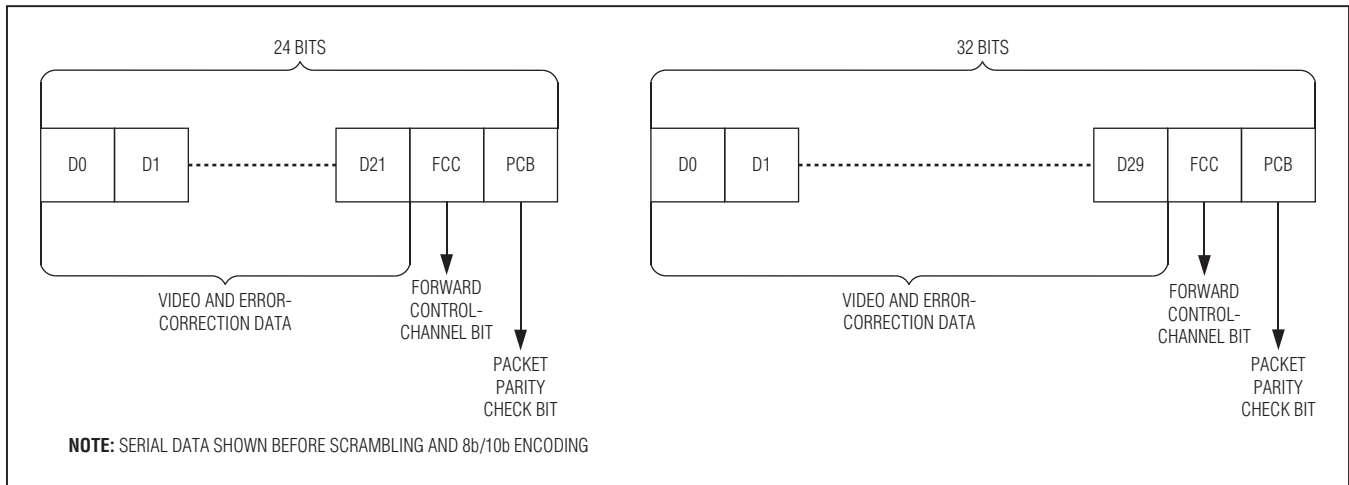 24 BITS
D0 D1 D21 FCC PCB
VIDEO AND ERROR-
CORRECTION DATA
FORWARD
CONTROL-
CHANNEL BIT
PACKET
PARITY
CHECK BIT
32 BITS
D0 D1 D29 FCC PCB
VIDEO AND ERROR-
CORRECTION DATA
FORWARD
CONTROL-
CHANNEL BIT
PACKET
PARITY
CHECK BIT
NOTE: SERIAL DATA SHOWN BEFORE SCRAMBLING AND 8b/10b ENCODING